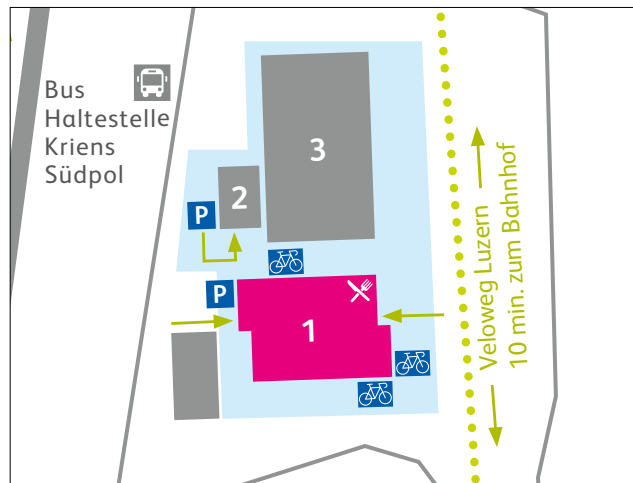 Bus
Haltestelle
Kriens
Südpol
3
2
P
P
1
Veloweg Luzern
10 min. zum Bahnhof